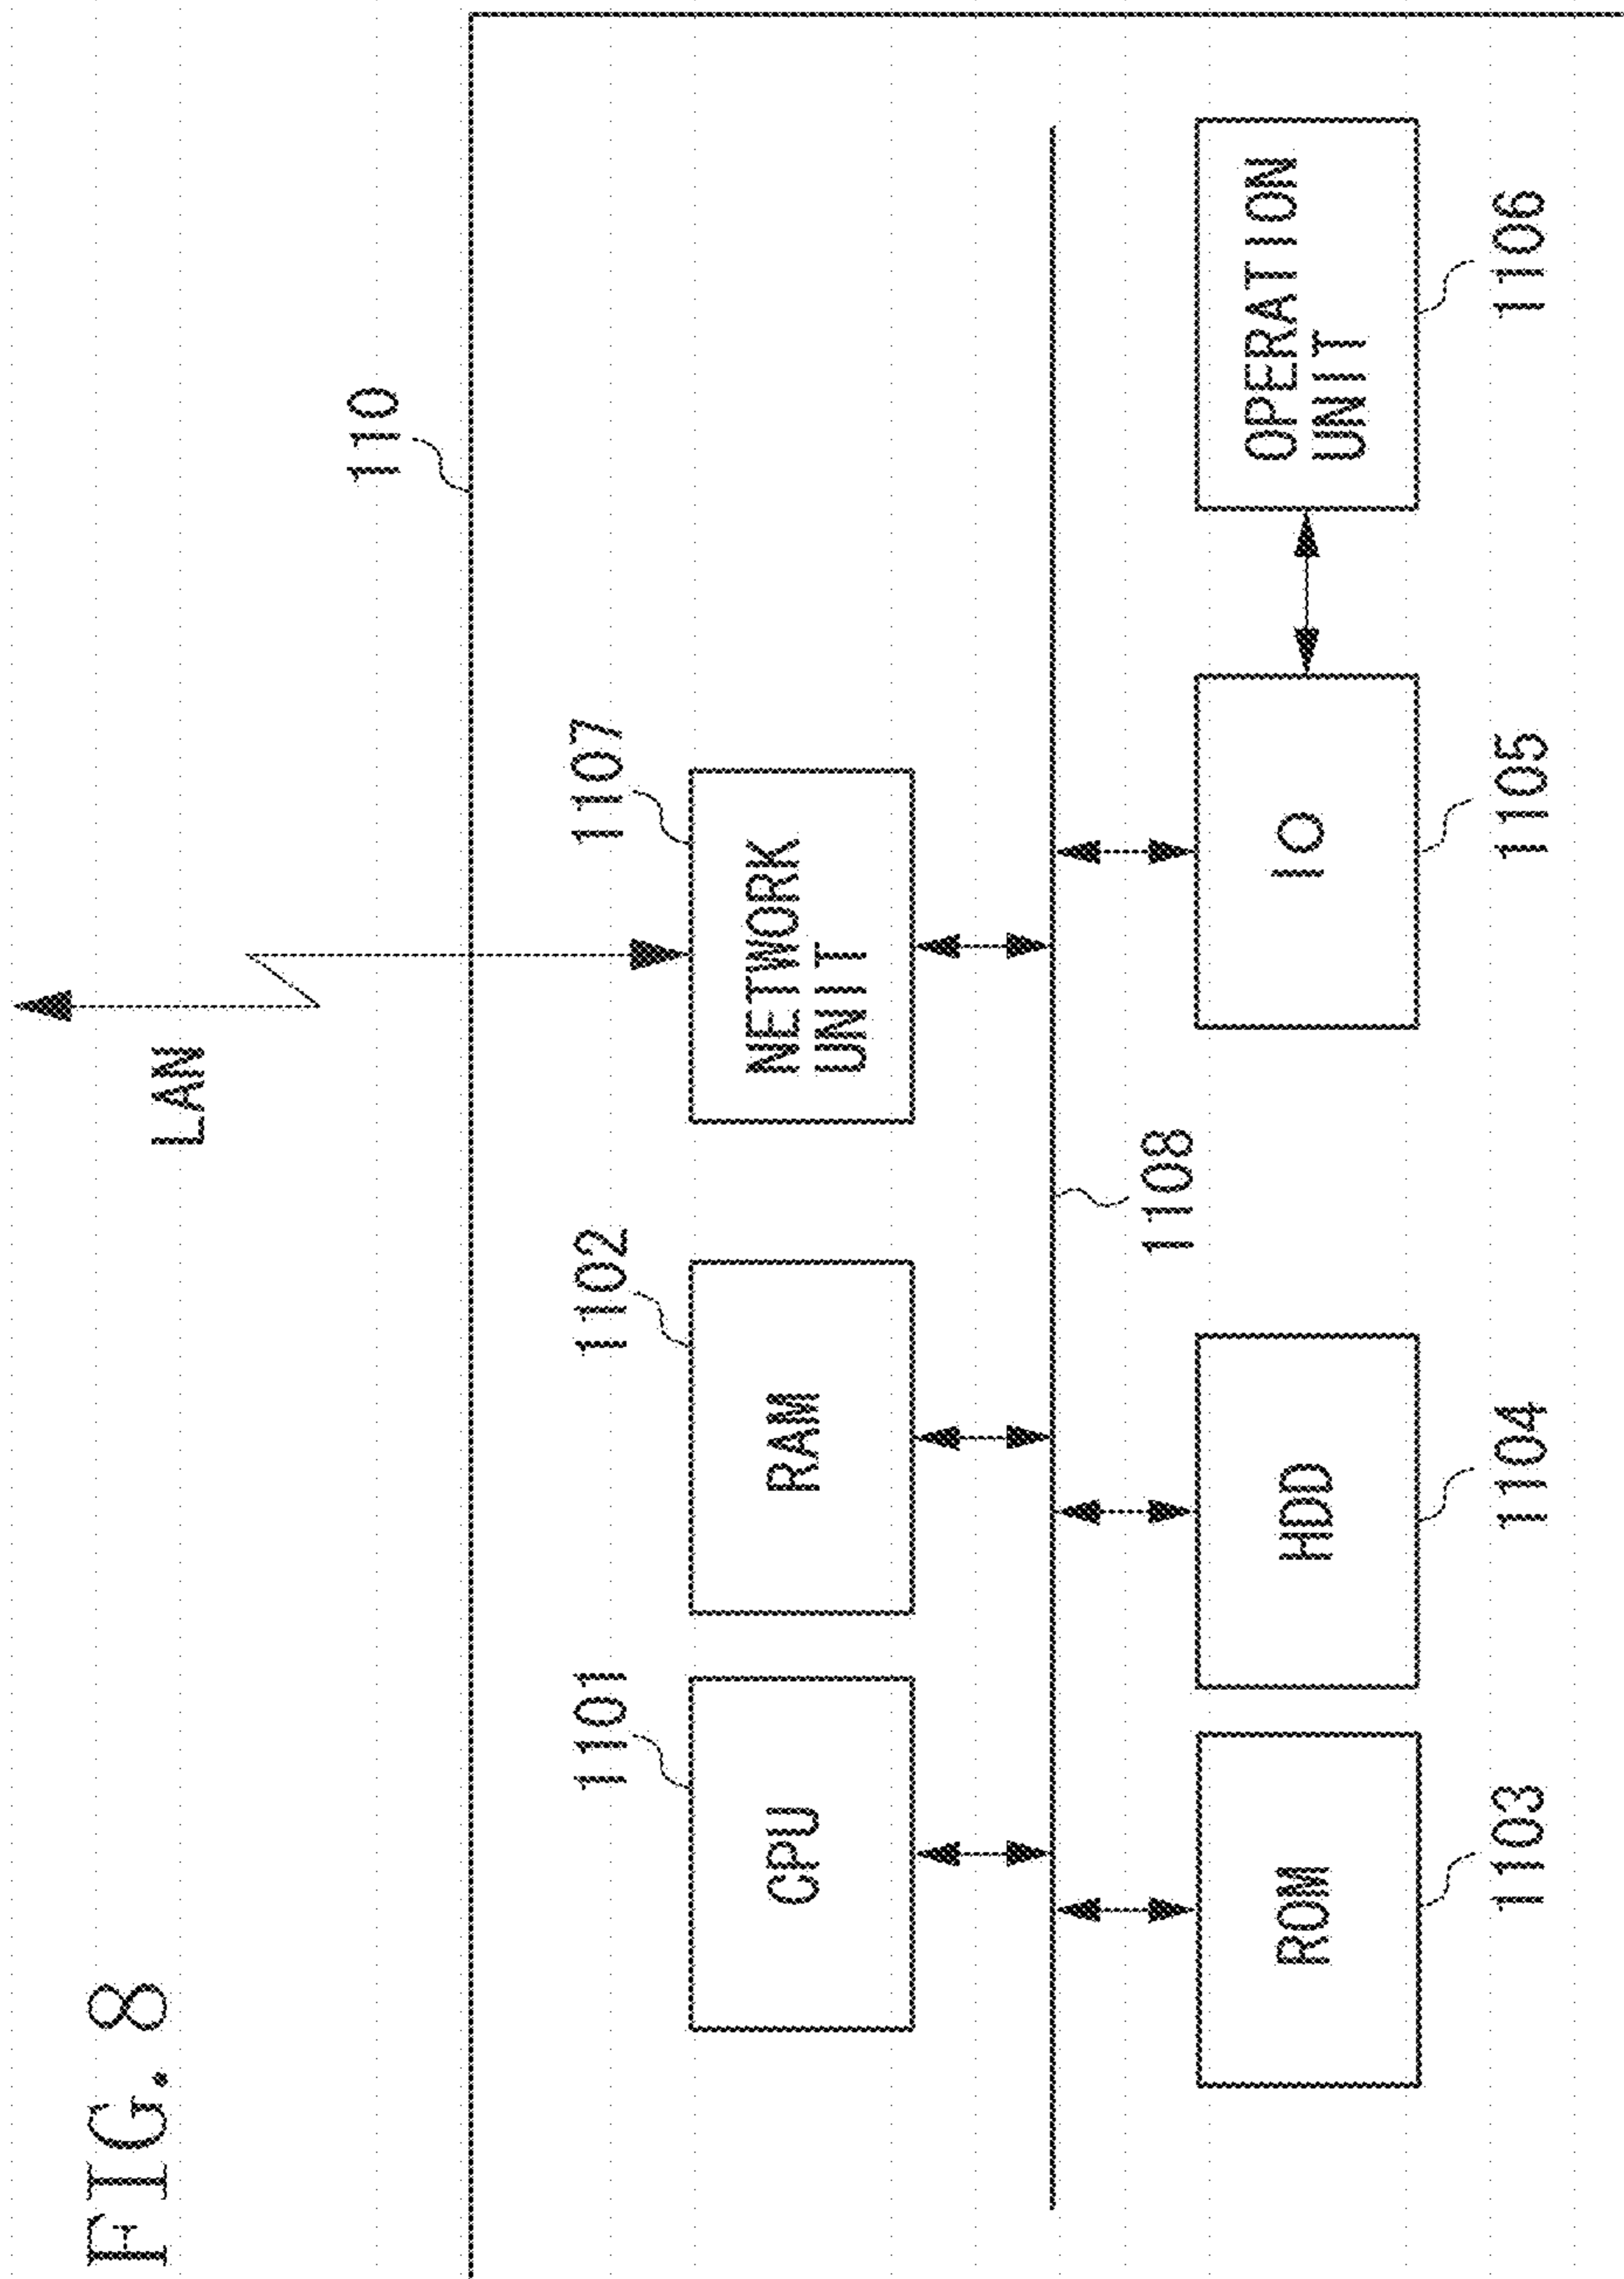 FIG. 8
LAN
110
1101
CPU
1102
RAM
1107
NETWORK
UNIT
1108
ROM
1103
HDD
1104
IO
1105
OPERATION
UNIT
1106